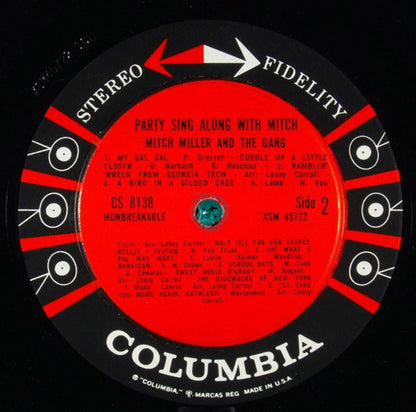 STEREO FIDELITY
PARTY SING ALONG WITH MITCH
MITCH MILLER AND THE GANG
1. MY GAL SAL - P. Dresser - CUDDLE UP A LITTLE
CLOSER - O. Harbach - K. Hoschna - 2. RAMBLIN'
WRECK FROM GEORGIA TECH - Arr: Lenny Carroll
3. A BIRD IN A GILDED CAGE - A. Lamb - H. Von
CS 8138
NONBREAKABLE
Side 2
XSM 45722
Tilzer - Arr: Lenny Carroll - WAIT TILL THE SUN SHINES
NELLIE - Sterling - H. Von Tilzer - 4. OH! WHAT A
PAL WAS MARY - E. Leslie - Kalmar - Wendling -
HARRIGAN - G. M. Cohan - 5. SCHOOL DAYS - W. Cobb
G. Edwards - SWEET ROSIE O'GRADY - M. Nugent
Arr: Lenny Carroll - THE SIDEWALKS OF NEW YORK
- Blake - Lawlor - Arr: Lenny Carroll - 6. I'LL TAKE
YOU HOME AGAIN, KATHLEEN - Westendorf - Arr: Lenny
Carroll -
COLUMBIA
® "COLUMBIA," MARCAS REG. MADE IN U.S.A.